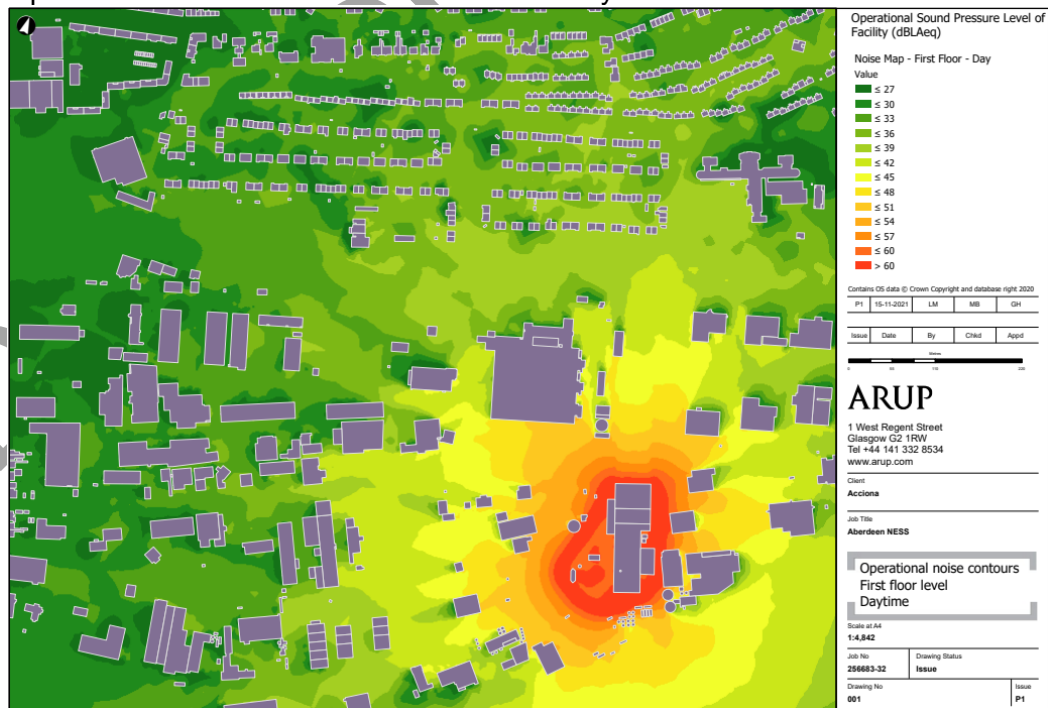 Operational Sound Pressure Level of
Facility (dBLAeq)
Noise Map - First Floor - Day
Value
≤ 27
≤ 30
≤ 33
≤ 36
≤ 39
≤ 42
≤ 45
≤ 48
≤ 51
≤ 54
≤ 57
≤ 60
> 60
Contains OS data © Crown Copyright and database right 2020
P1 15-11-2021 LM MB GH
Issue Date By Chkd Appd
Metres
ARUP
1 West Regent Street
Glasgow G2 1RW
Tel +44 141 332 8534
www.arup.com
Client
Acciona
Job Title
Aberdeen NESS
Operational noise contours
First floor level
Daytime
Scale at A4
1:4,842
Job No Drawing Status
256683-32 Issue
Drawing No Issue
001 P1